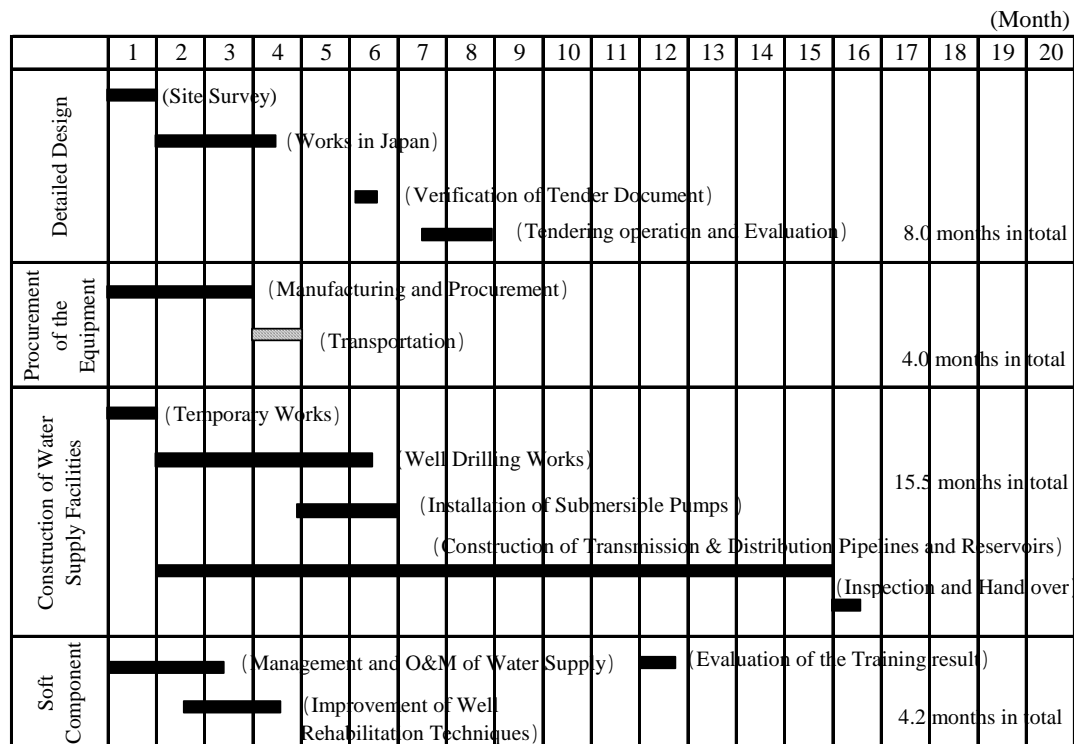 (Month)
1 2 3 4 5 6 7 8 9 10 11 12 13 14 15 16 17 18 19 20
Detailed Design
(Site Survey)
(Works in Japan)
(Verification of Tender Document)
(Tendering operation and Evaluation)
8.0 months in total
Procurement
of the
Equipment
(Manufacturing and Procurement)
(Transportation)
4.0 months in total
Construction of Water
Supply Facilities
(Temporary Works)
(Well Drilling Works)
15.5 months in total
(Installation of Submersible Pumps )
(Construction of Transmission & Distribution Pipelines and Reservoirs)
(Inspection and Hand over)
Soft
Component
(Management and O&M of Water Supply)
(Evaluation of the Training result)
(Improvement of Well
Rehabilitation Techniques)
4.2 months in total